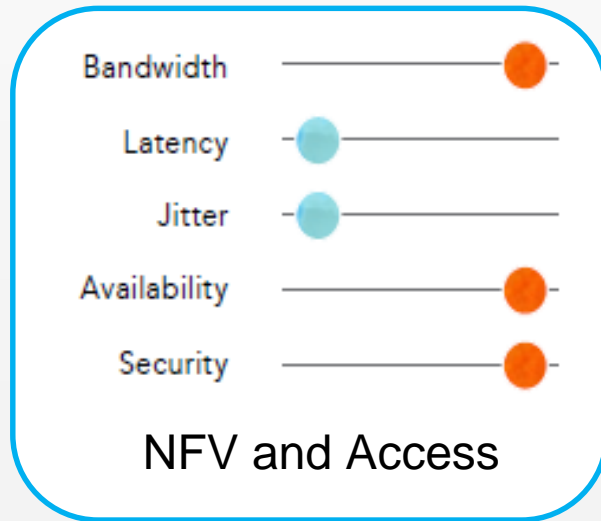 Bandwidth
Latency
Jitter
Availability
Security
NFV and Access